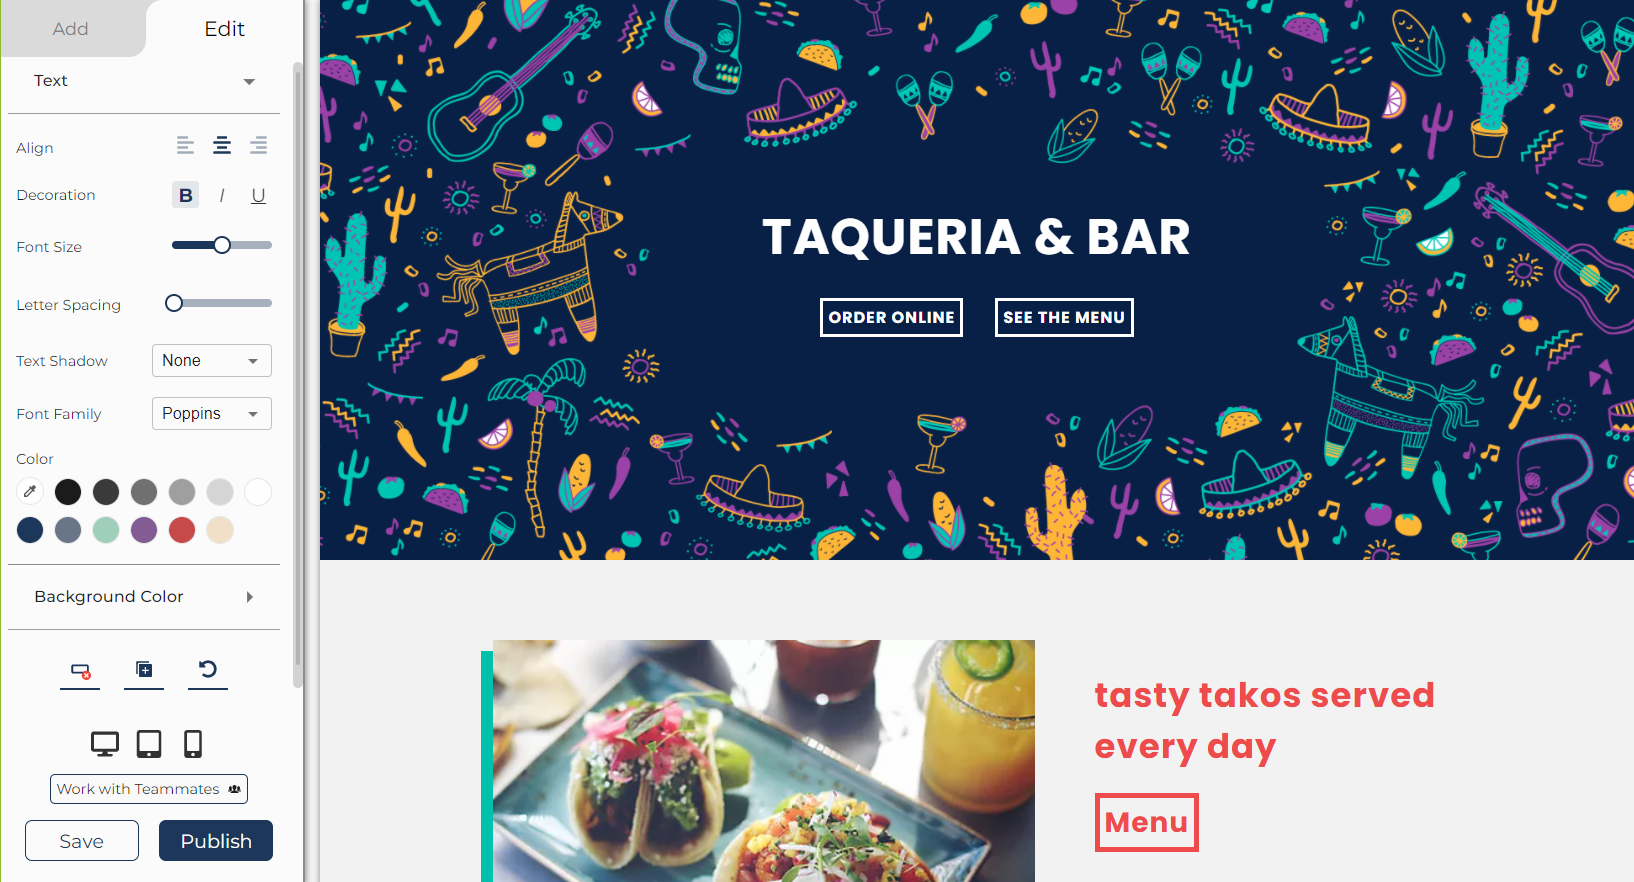 Add
Edit
Text
Align
Decoration
B I U
Font Size
Letter Spacing
Text Shadow
None
Font Family
Poppins
Color
Background Color
Work with Teammates
Save
Publish
TAQUERIA & BAR
ORDER ONLINE
SEE THE MENU
tasty takos served
every day
Menu